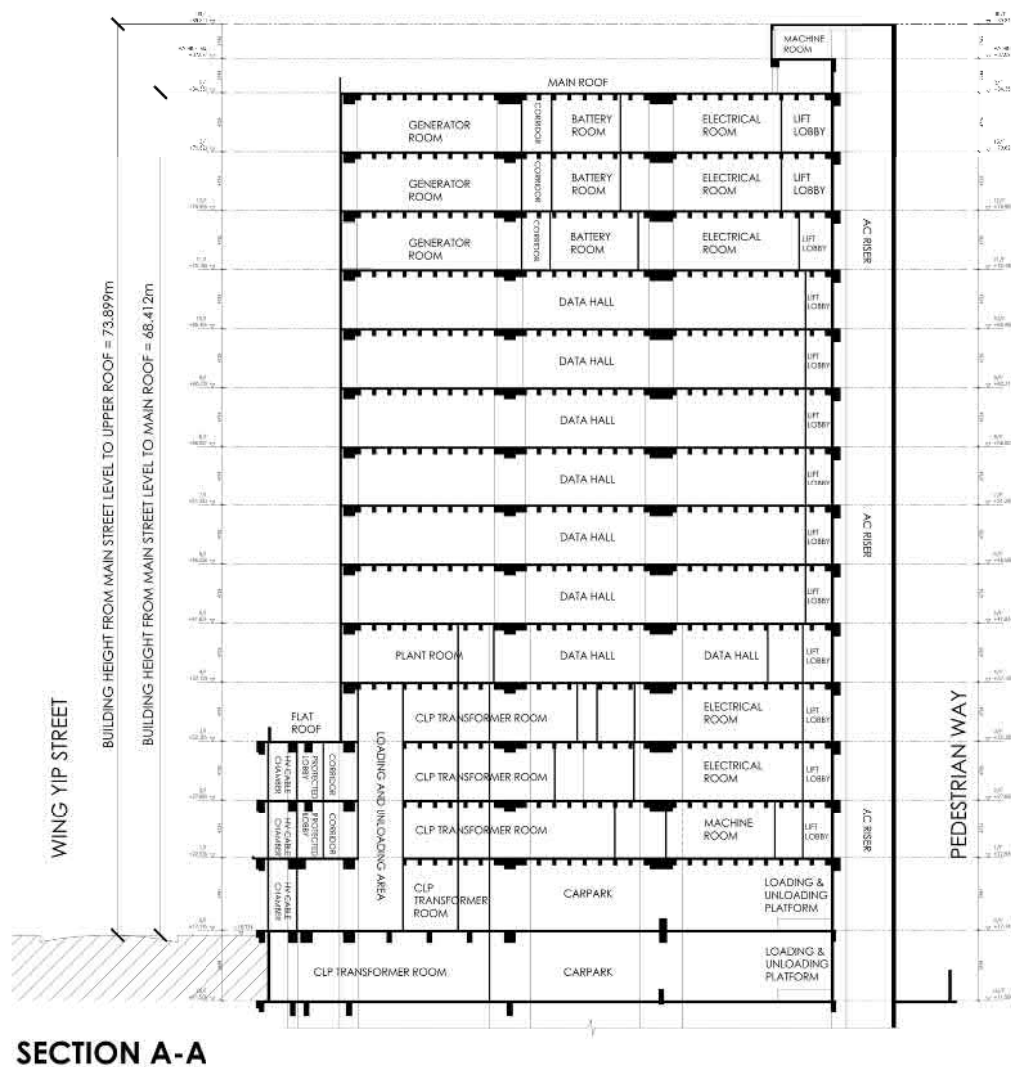 MACHINE
ROOM
MAIN ROOF
GENERATOR
ROOM
CORRIDOR
BATTERY
ROOM
ELECTRICAL
ROOM
LIFT
LOBBY
GENERATOR
ROOM
CORRIDOR
BATTERY
ROOM
ELECTRICAL
ROOM
LIFT
LOBBY
GENERATOR
ROOM
CORRIDOR
BATTERY
ROOM
ELECTRICAL
ROOM
LIFT
LOBBY
AC RISER
DATA HALL
LIFT
LOBBY
DATA HALL
LIFT
LOBBY
DATA HALL
LIFT
LOBBY
DATA HALL
LIFT
LOBBY
DATA HALL
LIFT
LOBBY
AC RISER
DATA HALL
LIFT
LOBBY
PLANT ROOM
DATA HALL
DATA HALL
LIFT
LOBBY
BUILDING HEIGHT FROM MAIN STREET LEVEL TO UPPER ROOF = 73.899m
BUILDING HEIGHT FROM MAIN STREET LEVEL TO MAIN ROOF = 68.412m
WING YIP STREET
FLAT
ROOF
LOADING AND UNLOADING AREA
CLP TRANSFORMER ROOM
ELECTRICAL
ROOM
LIFT
LOBBY
HV CABLE
CHAMBER
PROTECTED
LOBBY
CORRIDOR
CLP TRANSFORMER ROOM
ELECTRICAL
ROOM
LIFT
LOBBY
HV CABLE
CHAMBER
PROTECTED
LOBBY
CORRIDOR
CLP TRANSFORMER ROOM
MACHINE
ROOM
LIFT
LOBBY
AC RISER
PEDESTRIAN WAY
HV CABLE
CHAMBER
CLP
TRANSFORMER
ROOM
CARPARK
LOADING &
UNLOADING
PLATFORM
CLP TRANSFORMER ROOM
CARPARK
LOADING &
UNLOADING
PLATFORM
SECTION A-A